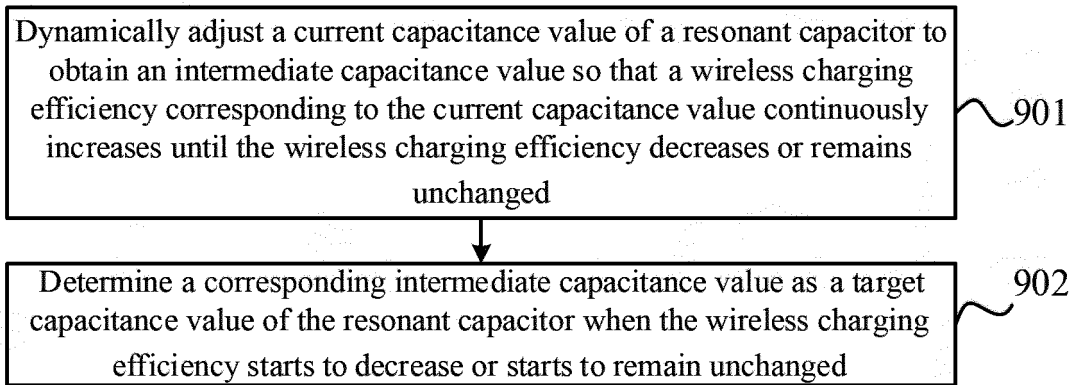 Dynamically adjust a current capacitance value of a resonant capacitor to
obtain an intermediate capacitance value so that a wireless charging
efficiency corresponding to the current capacitance value continuously
increases until the wireless charging efficiency decreases or remains
unchanged
901
Determine a corresponding intermediate capacitance value as a target
capacitance value of the resonant capacitor when the wireless charging
efficiency starts to decrease or starts to remain unchanged
902